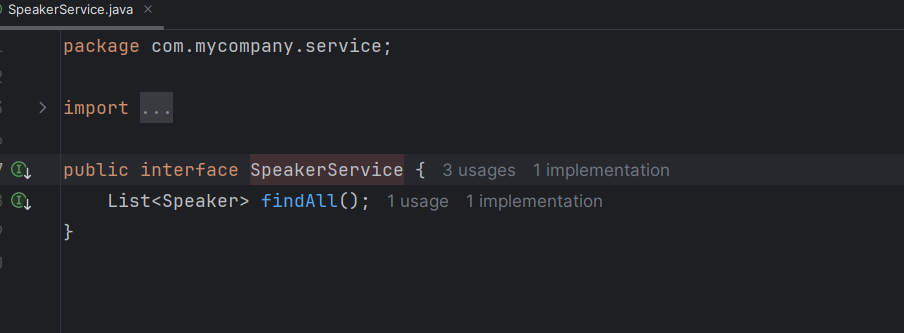 SpeakerService.java ×
package com.mycompany.service;
import ...
public interface SpeakerService { 3 usages 1 implementation
List<Speaker> findAll(); 1 usage 1 implementation
}